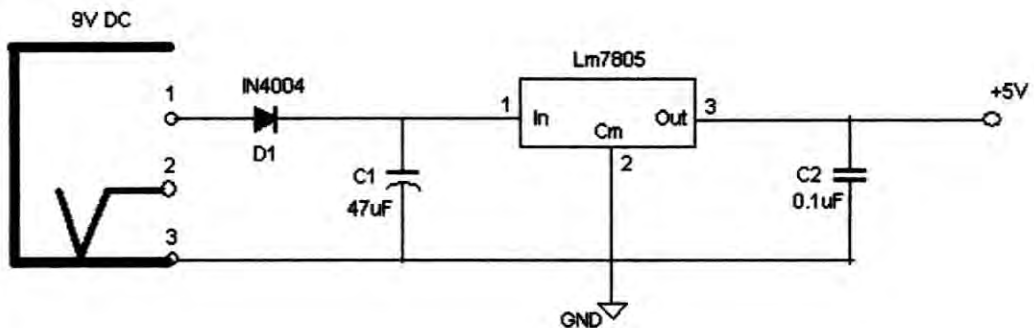 9V DC
Lm7805
IN4004
+5V
1
1
In
Out
3
Cm
D1
2
2
C1
C2
47uF
0.1uF
3
GND